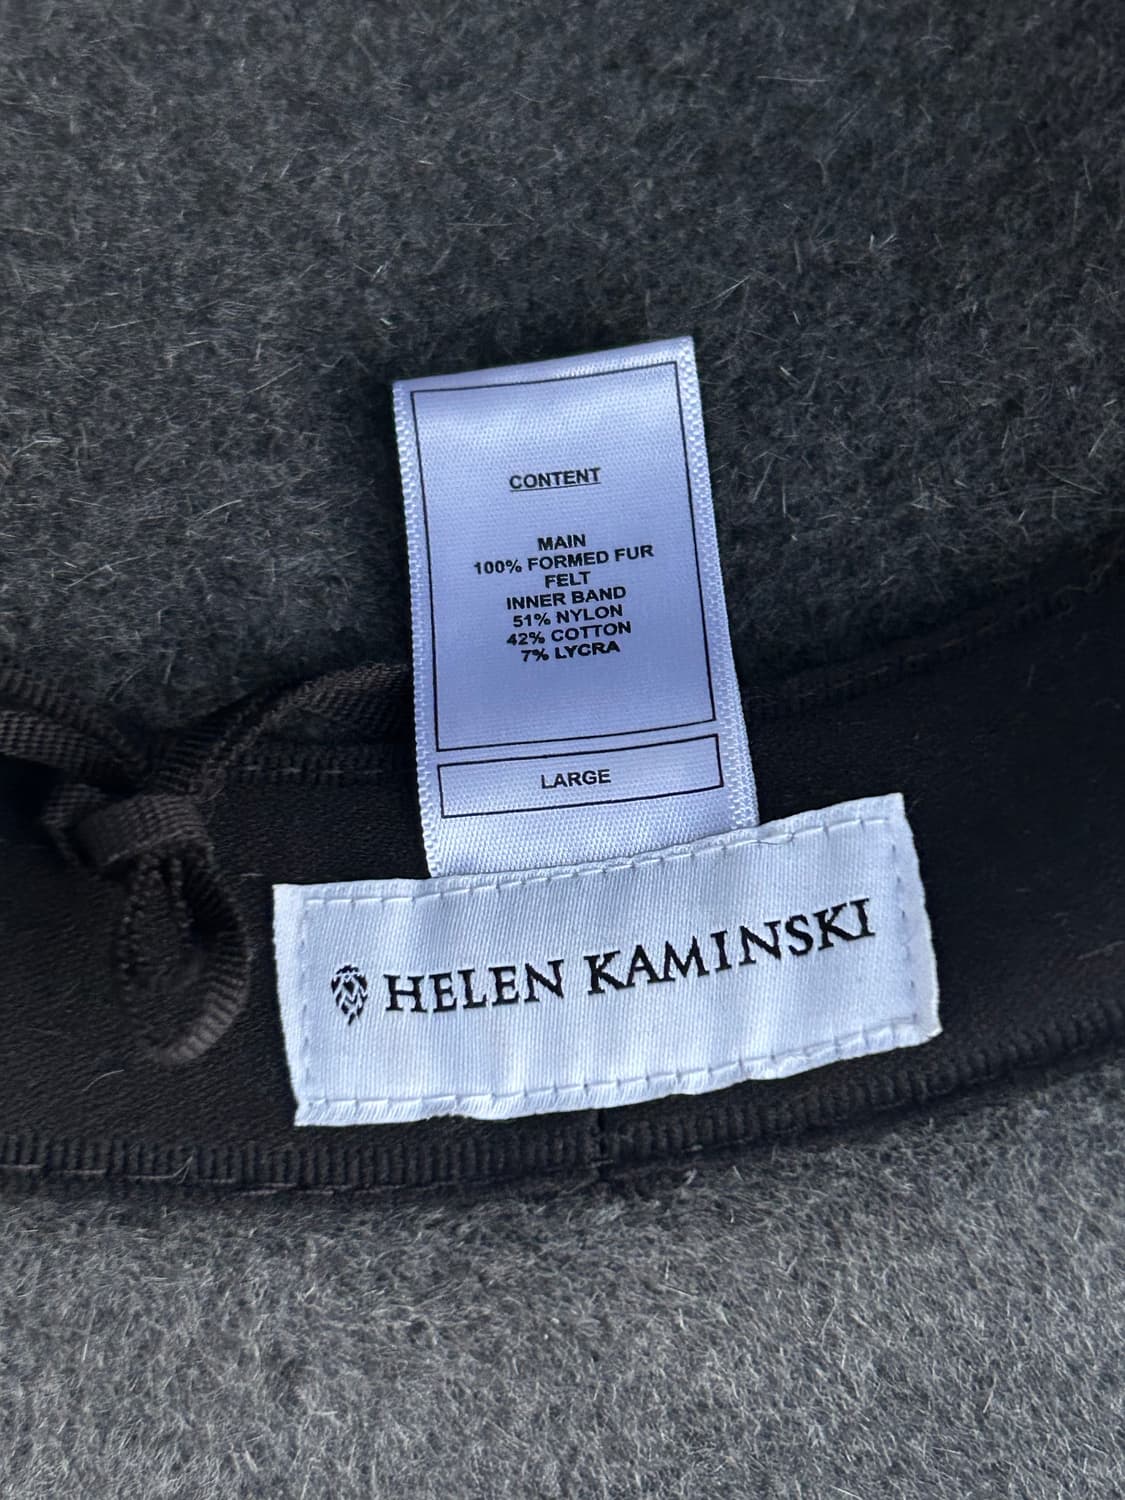 CONTENT
MAIN
100% FORMED FUR
FELT
INNER BAND
51% NYLON
42% COTTON
7% LYCRA
LARGE
HELEN KAMINSKI